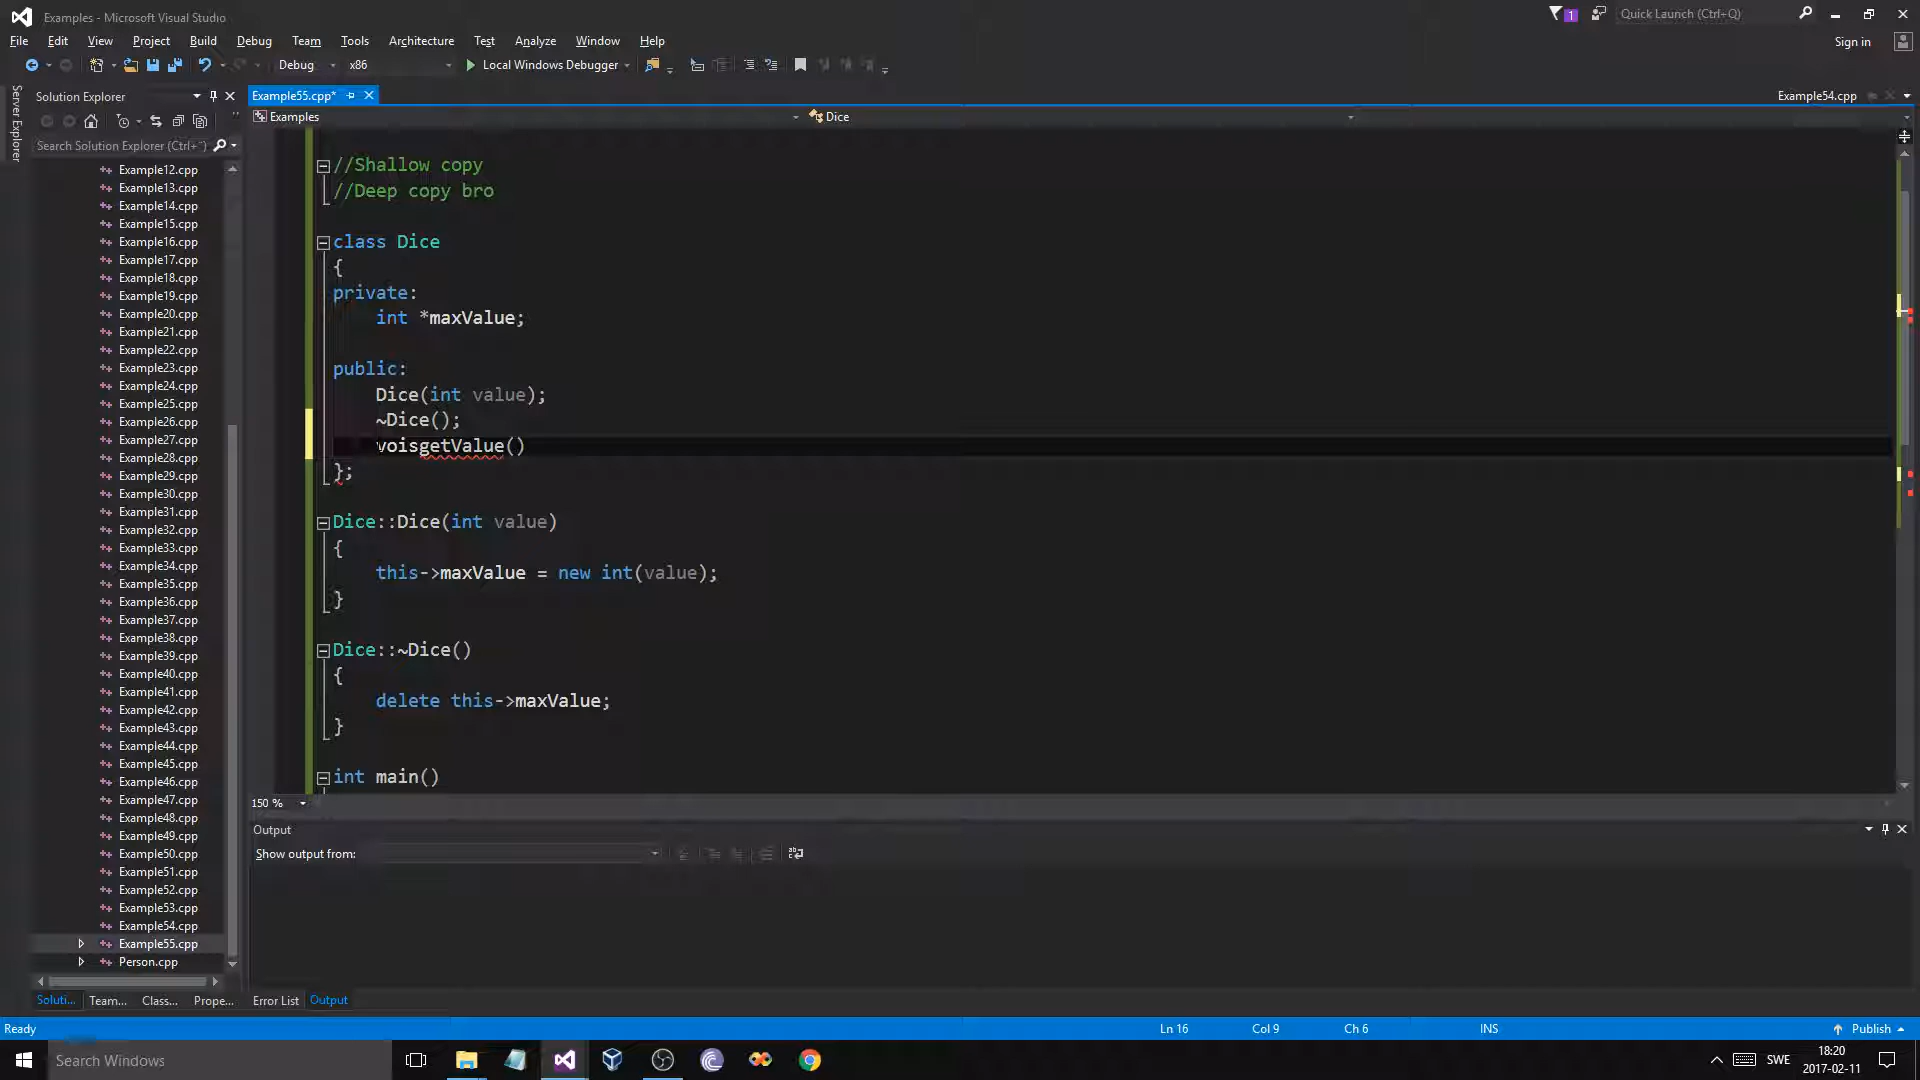 Examples - Microsoft Visual Studio
1
Quick Launch (Ctrl+Q)
File Edit View Project Build Debug Team Tools Architecture Test Analyze Window Help
Sign in
Debug x86 Local Windows Debugger
Server Explorer
Solution Explorer
Example55.cpp*
Example54.cpp
Examples
Dice
Search Solution Explorer (Ctrl+¨)
Example12.cpp
Example13.cpp
Example14.cpp
Example15.cpp
Example16.cpp
Example17.cpp
Example18.cpp
Example19.cpp
Example20.cpp
Example21.cpp
Example22.cpp
Example23.cpp
Example24.cpp
Example25.cpp
Example26.cpp
Example27.cpp
Example28.cpp
Example29.cpp
Example30.cpp
Example31.cpp
Example32.cpp
Example33.cpp
Example34.cpp
Example35.cpp
Example36.cpp
Example37.cpp
Example38.cpp
Example39.cpp
Example40.cpp
Example41.cpp
Example42.cpp
Example43.cpp
Example44.cpp
Example45.cpp
Example46.cpp
Example47.cpp
Example48.cpp
Example49.cpp
Example50.cpp
Example51.cpp
Example52.cpp
Example53.cpp
Example54.cpp
Example55.cpp
Person.cpp
Soluti... Team... Class... Prope...
//Shallow copy
//Deep copy bro
class Dice
{
private:
int *maxValue;
public:
Dice(int value);
~Dice();
voisgetValue()
};
Dice::Dice(int value)
{
this->maxValue = new int(value);
}
Dice::~Dice()
{
delete this->maxValue;
}
int main()
150 %
Output
Show output from:
Error List Output
Ready
Ln 16 Col 9 Ch 6 INS
Publish
Search Windows
SWE
18:20
2017-02-11